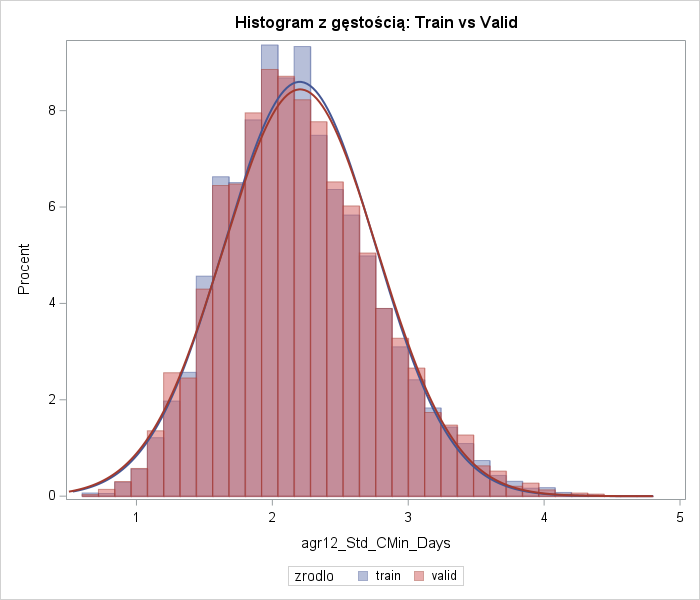 Histogram z gęstością: Train vs Valid
8
6
4
2
0
Procent
1 2 3 4 5
agr12_Std_CMin_Days
zrodlo train valid